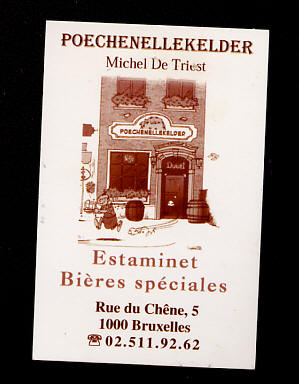 POECHENELLEKELDER
Michel De Triest
POECHENELLEKELDER
Duvel
Estaminet
Bières spéciales
Rue du Chêne, 5
1000 Bruxelles
☎ 02.511.92.62